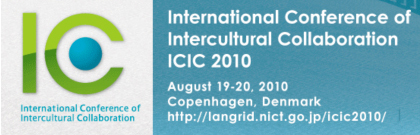 IC
International Conference of
Intercultural Collaboration
International Conference of
Intercultural Collaboration
ICIC 2010
August 19-20, 2010
Copenhagen, Denmark
http://langrid.nict.go.jp/icic2010/